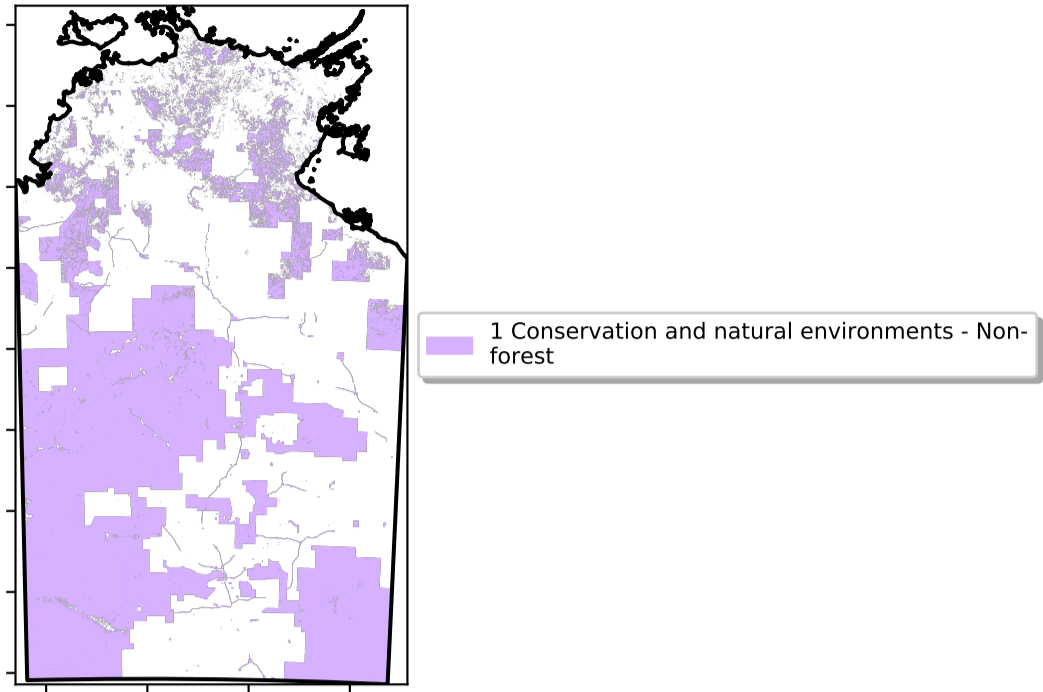 1 Conservation and natural environments - Non-
forest